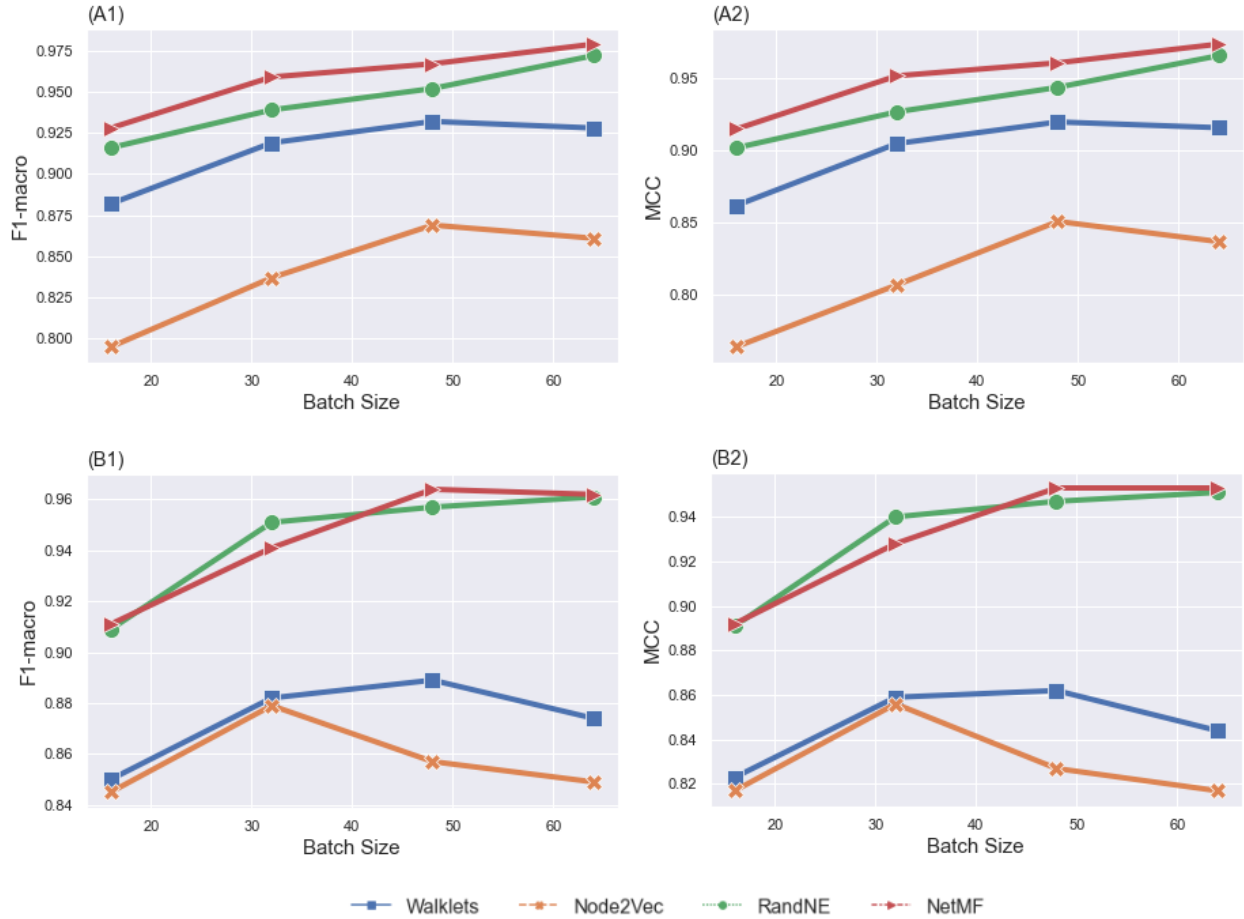 (A1)
0.975
0.950
0.925
0.900
0.875
0.850
0.825
0.800
F1-macro
20 30 40 50 60
Batch Size
(A2)
0.95
0.90
0.85
0.80
MCC
20 30 40 50 60
Batch Size
(B1)
0.96
0.94
0.92
0.90
0.88
0.86
0.84
F1-macro
20 30 40 50 60
Batch Size
(B2)
0.94
0.92
0.90
0.88
0.86
0.84
0.82
MCC
20 30 40 50 60
Batch Size
Walklets Node2Vec RandNE NetMF